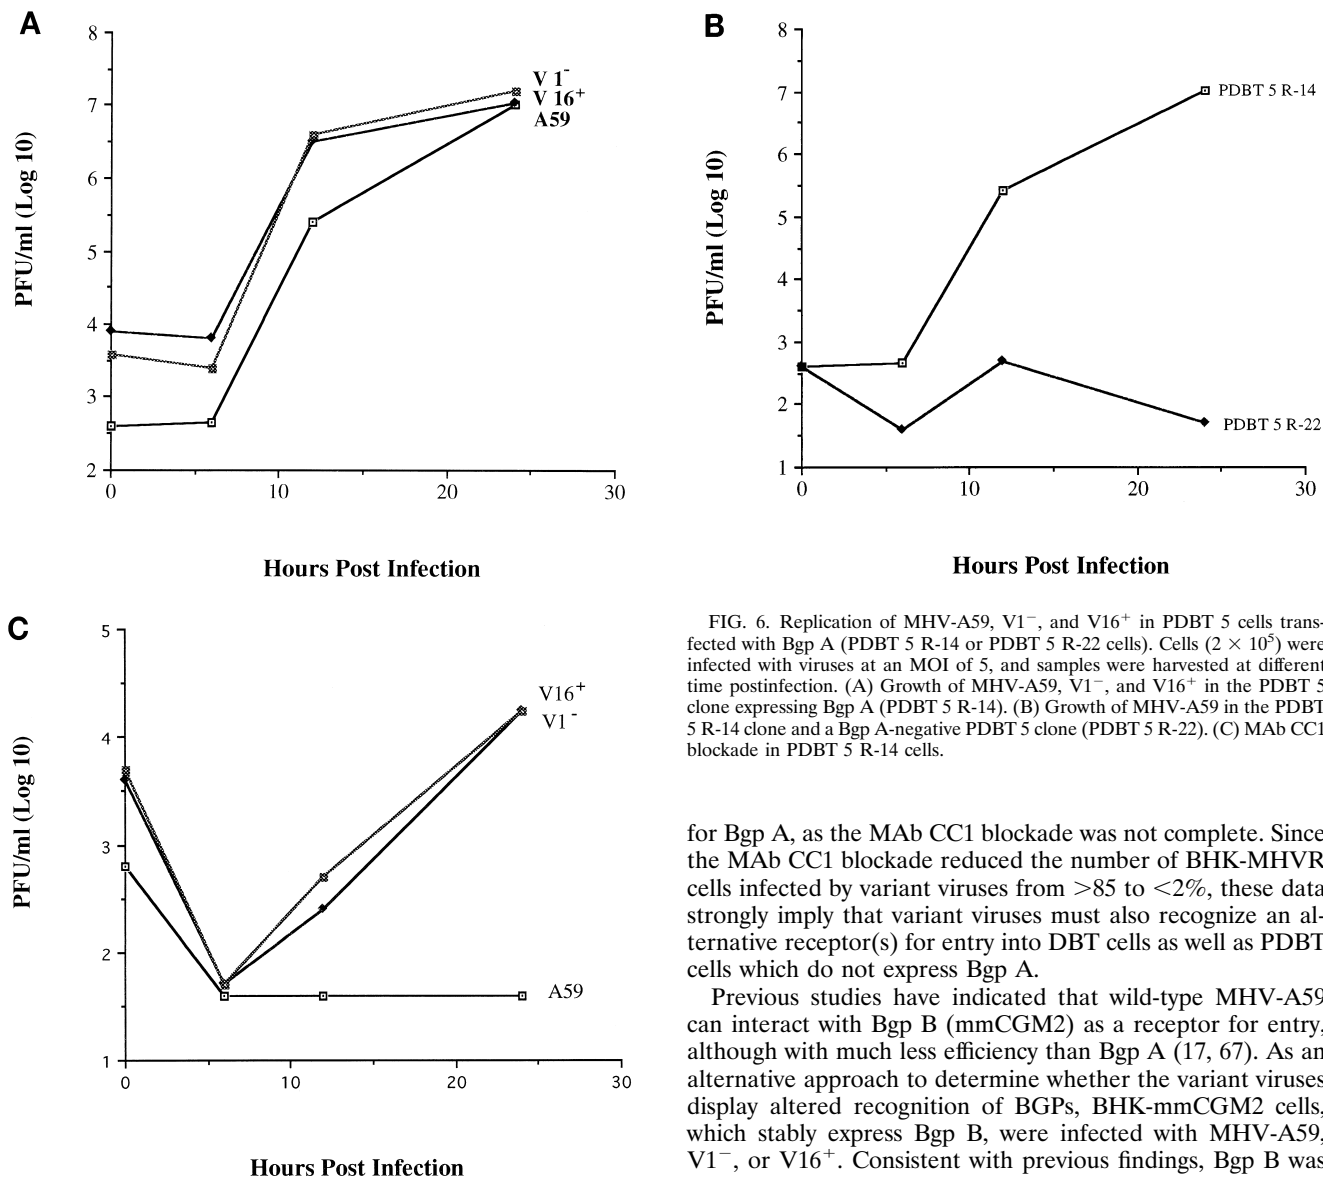 A
8
7
6
5
4
3
2
0
10
20
30
PFU/ml (Log 10)
Hours Post Infection
V 1⁻
V 16⁺
A59
B
8
7
6
5
4
3
2
1
0
10
20
30
PFU/ml (Log 10)
Hours Post Infection
PDBT 5 R-14
PDBT 5 R-22
C
5
4
3
2
1
0
10
20
30
PFU/ml (Log 10)
Hours Post Infection
V16⁺
V1⁻
A59
FIG. 6. Replication of MHV-A59, V1⁻, and V16⁺ in PDBT 5 cells trans-
fected with Bgp A (PDBT 5 R-14 or PDBT 5 R-22 cells). Cells (2 × 10⁵) were
infected with viruses at an MOI of 5, and samples were harvested at different
time postinfection. (A) Growth of MHV-A59, V1⁻, and V16⁺ in the PDBT 5
clone expressing Bgp A (PDBT 5 R-14). (B) Growth of MHV-A59 in the PDBT
5 R-14 clone and a Bgp A-negative PDBT 5 clone (PDBT 5 R-22). (C) MAb CC1
blockade in PDBT 5 R-14 cells.
for Bgp A, as the MAb CC1 blockade was not complete. Since
the MAb CC1 blockade reduced the number of BHK-MHVR
cells infected by variant viruses from >85 to <2%, these data
strongly imply that variant viruses must also recognize an al-
ternative receptor(s) for entry into DBT cells as well as PDBT
cells which do not express Bgp A.
Previous studies have indicated that wild-type MHV-A59
can interact with Bgp B (mmCGM2) as a receptor for entry,
although with much less efficiency than Bgp A (17, 67). As an
alternative approach to determine whether the variant viruses
display altered recognition of BGPs, BHK-mmCGM2 cells,
which stably express Bgp B, were infected with MHV-A59,
V1⁻, or V16⁺. Consistent with previous findings, Bgp B was